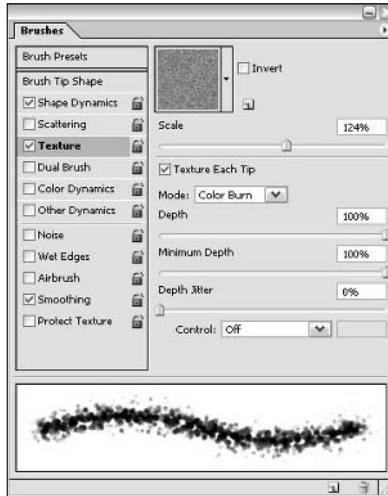 Brushes
Brush Presets
Brush Tip Shape
Shape Dynamics
Scattering
Texture
Dual Brush
Color Dynamics
Other Dynamics
Noise
Wet Edges
Airbrush
Smoothing
Protect Texture
Invert
Scale 124%
Texture Each Tip
Mode: Color Burn
Depth 100%
Minimum Depth 100%
Depth Jitter 0%
Control: Off